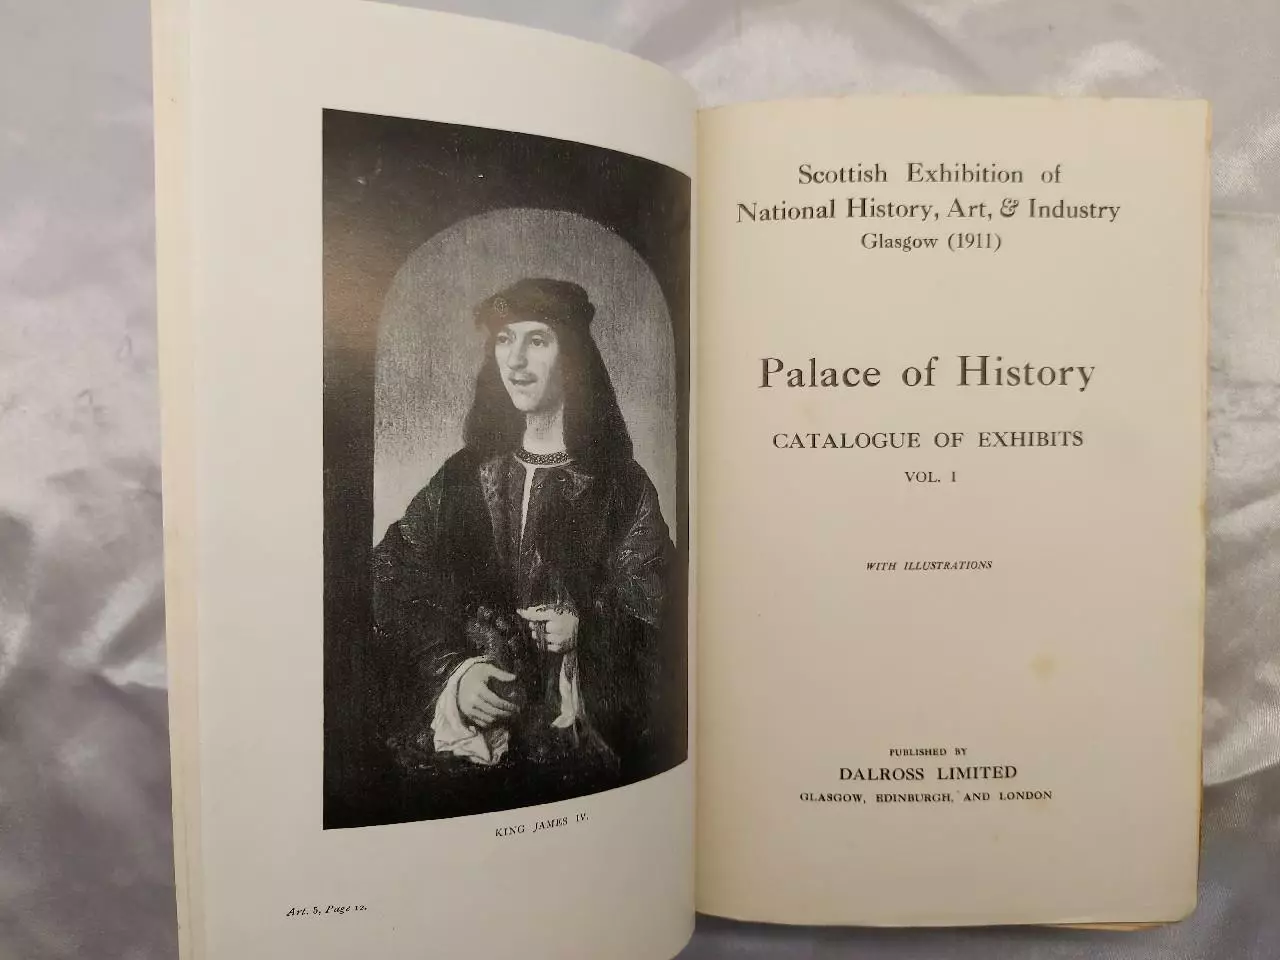 KING JAMES IV.
Art. 5, Page 12.
Scottish Exhibition of
National History, Art, & Industry
Glasgow (1911)
Palace of History
CATALOGUE OF EXHIBITS
VOL. I
WITH ILLUSTRATIONS
PUBLISHED BY
DALROSS LIMITED
GLASGOW, EDINBURGH, AND LONDON